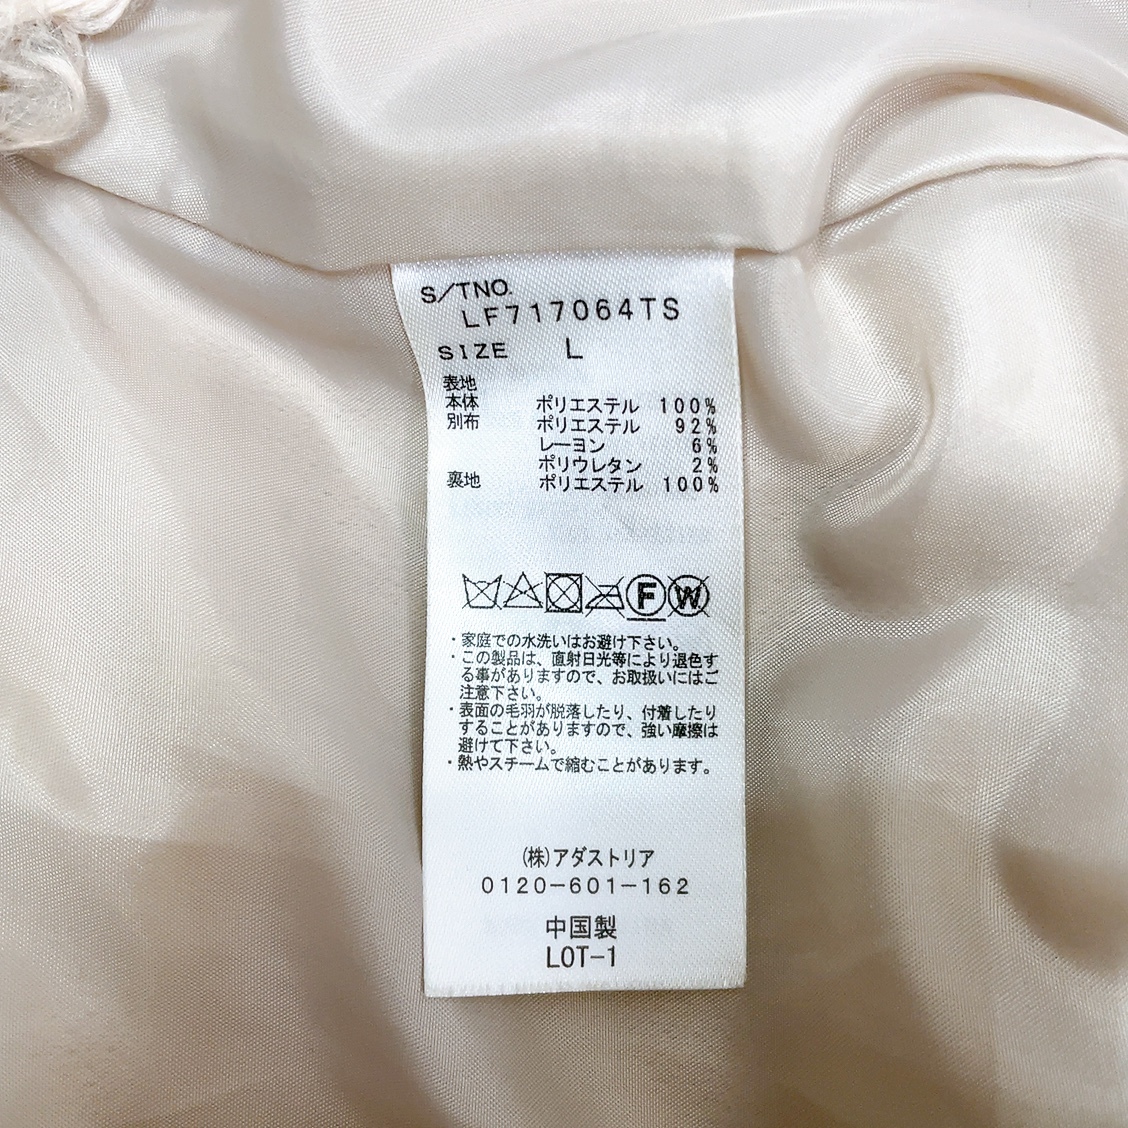 S/TNO.
LF717064TS
SIZE L
表地
本体 ポリエステル 100%
別布 ポリエステル 92%
レーヨン 6%
ポリウレタン 2%
裏地 ポリエステル 100%
F W
・家庭での水洗いはお避け下さい。
・この製品は、直射日光等により退色す
る事がありますので、お取扱いにはご
注意下さい。
・表面の毛羽が脱落したり、付着したり
することがありますので、強い摩擦は
避けて下さい。
・熱やスチームで縮むことがあります。
(株)アダストリア
0120-601-162
中国製
LOT-1